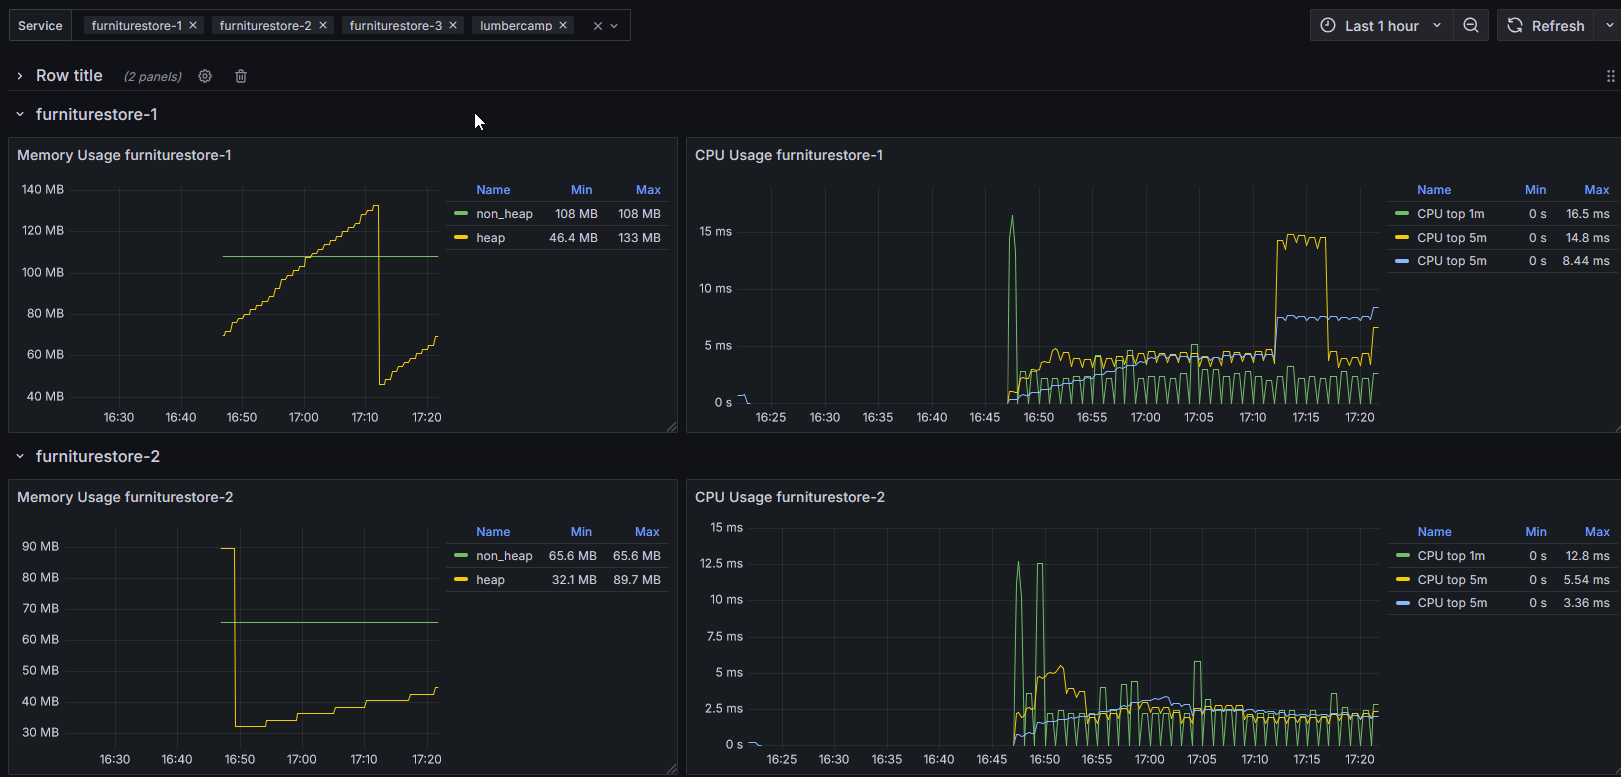 Service furniturestore-1 furniturestore-2 furniturestore-3 lumbercamp Last 1 hour Refresh
Row title (2 panels)
furniturestore-1
Memory Usage furniturestore-1
140 MB
120 MB
100 MB
80 MB
60 MB
40 MB
16:30 16:40 16:50 17:00 17:10 17:20
Name Min Max
non_heap 108 MB 108 MB
heap 46.4 MB 133 MB
CPU Usage furniturestore-1
15 ms
10 ms
5 ms
0 s
16:25 16:30 16:35 16:40 16:45 16:50 16:55 17:00 17:05 17:10 17:15 17:20
Name Min Max
CPU top 1m 0 s 16.5 ms
CPU top 5m 0 s 14.8 ms
CPU top 5m 0 s 8.44 ms
furniturestore-2
Memory Usage furniturestore-2
90 MB
80 MB
70 MB
60 MB
50 MB
40 MB
30 MB
16:30 16:40 16:50 17:00 17:10 17:20
Name Min Max
non_heap 65.6 MB 65.6 MB
heap 32.1 MB 89.7 MB
CPU Usage furniturestore-2
15 ms
12.5 ms
10 ms
7.5 ms
5 ms
2.5 ms
0 s
16:25 16:30 16:35 16:40 16:45 16:50 16:55 17:00 17:05 17:10 17:15 17:20
Name Min Max
CPU top 1m 0 s 12.8 ms
CPU top 5m 0 s 5.54 ms
CPU top 5m 0 s 3.36 ms